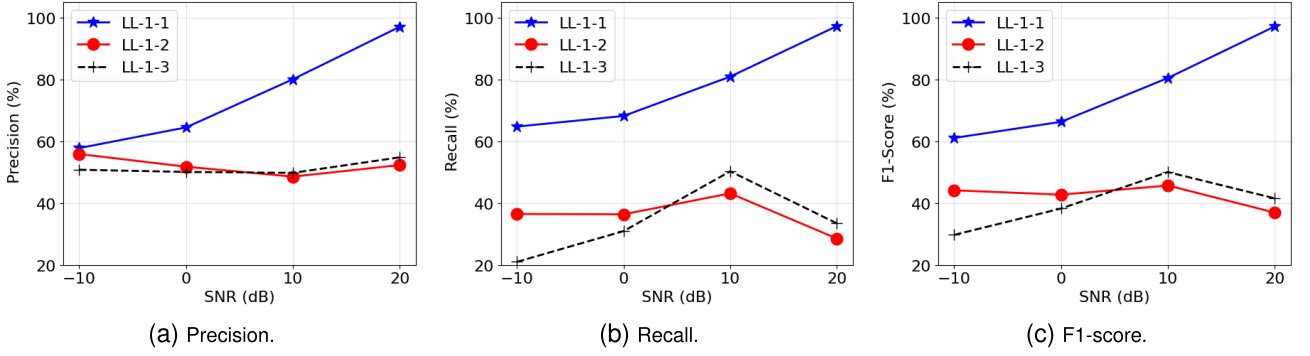 100
80
60
40
20
Precision (%)
LL-1-1
LL-1-2
LL-1-3
−10
0
10
20
SNR (dB)
(a) Precision.
100
80
60
40
20
Recall (%)
LL-1-1
LL-1-2
LL-1-3
−10
0
10
20
SNR (dB)
(b) Recall.
100
80
60
40
20
F1-Score (%)
LL-1-1
LL-1-2
LL-1-3
−10
0
10
20
SNR (dB)
(c) F1-score.